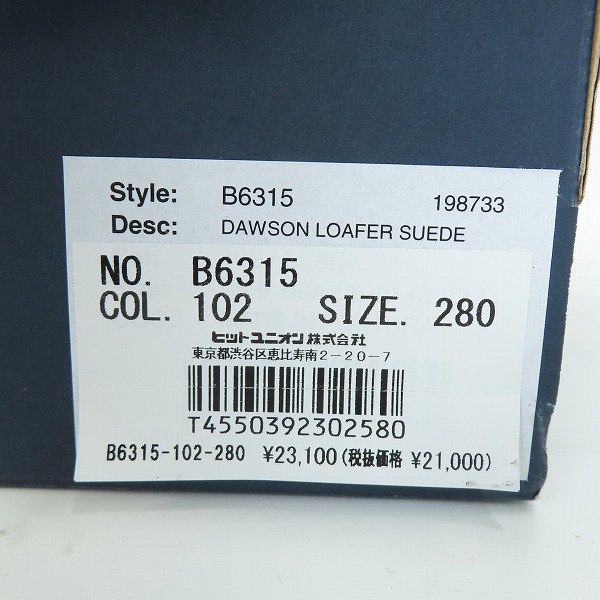 Style: B6315 198733
Desc: DAWSON LOAFER SUEDE
NO. B6315
COL. 102 SIZE. 280
ヒットユニオン株式会社
東京都渋谷区恵比寿南2-20-7
T4550392302580
B6315-102-280 ¥23,100(税抜価格 ¥21,000)